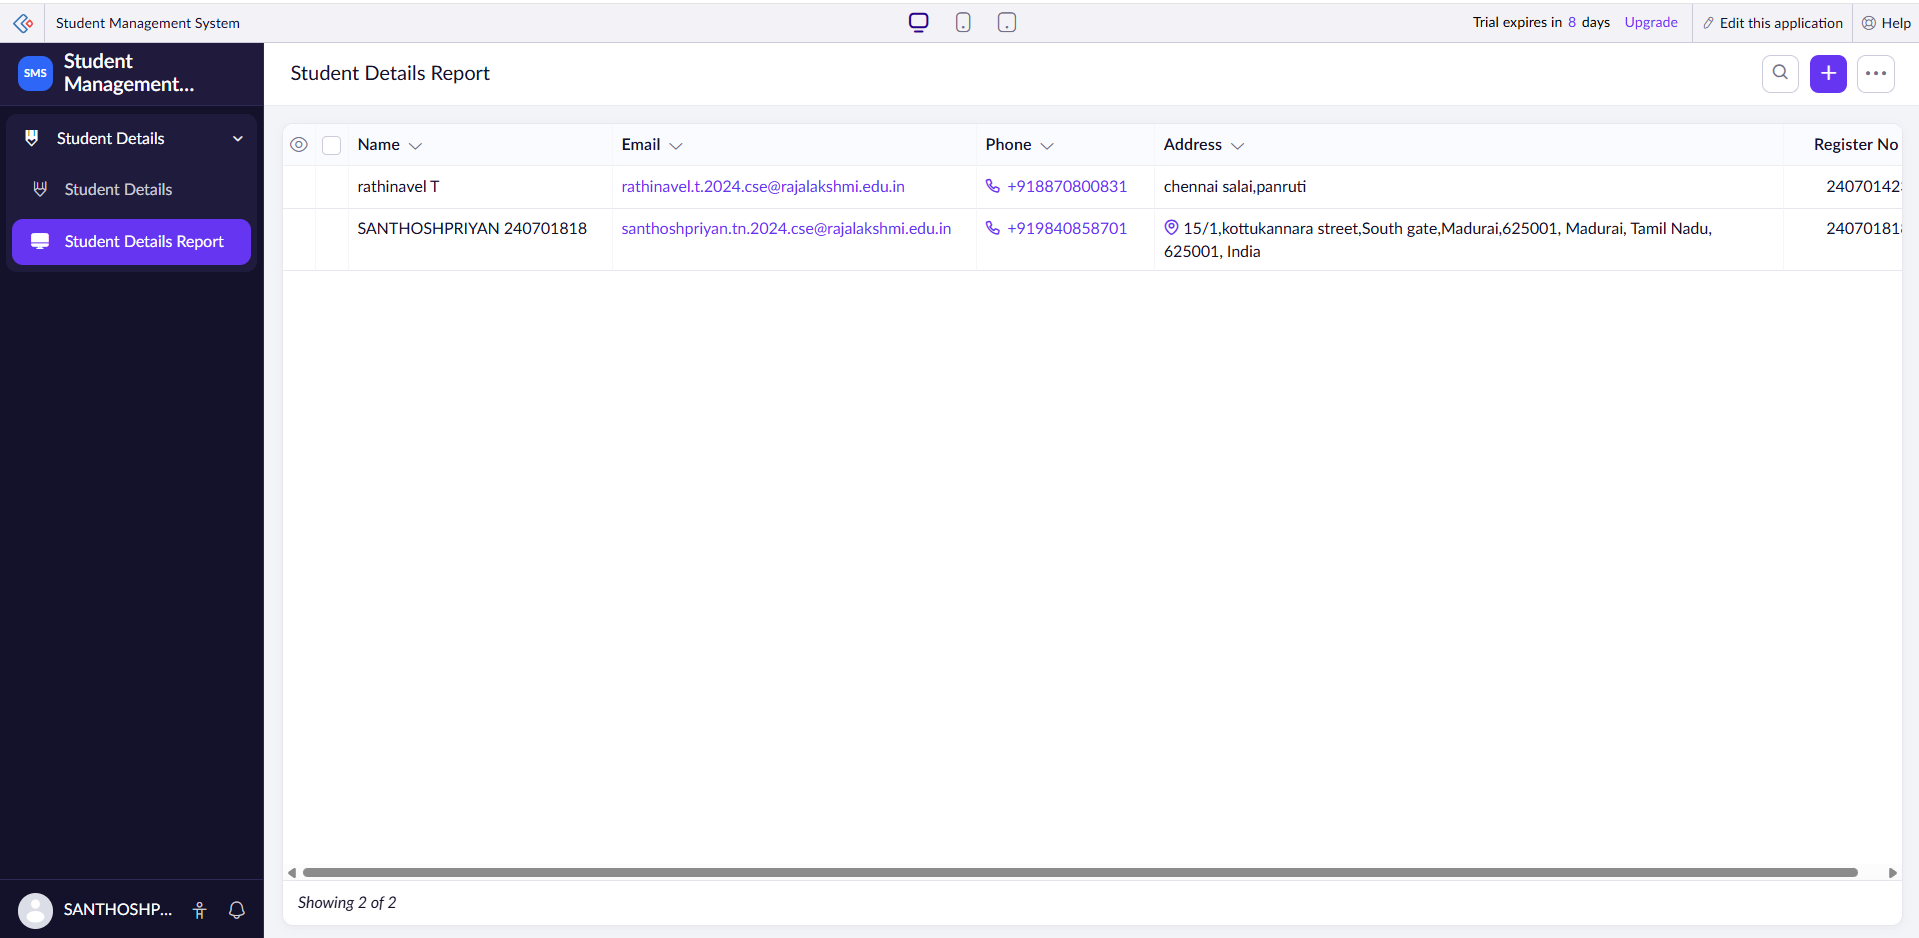 Student Management System
Trial expires in 8 days Upgrade Edit this application Help
SMS Student
Management...
Student Details Report
Student Details
Student Details
Student Details Report
Name Email Phone Address Register No
rathinavel T rathinavel.t.2024.cse@rajalakshmi.edu.in +918870800831 chennai salai,panruti
SANTHOSHPRIYAN 240701818 santhoshpriyan.tn.2024.cse@rajalakshmi.edu.in +919840858701 15/1,kottukannara street,South gate,Madurai,625001, Madurai, Tamil Nadu,
625001, India
Showing 2 of 2
SANTHOSHP...